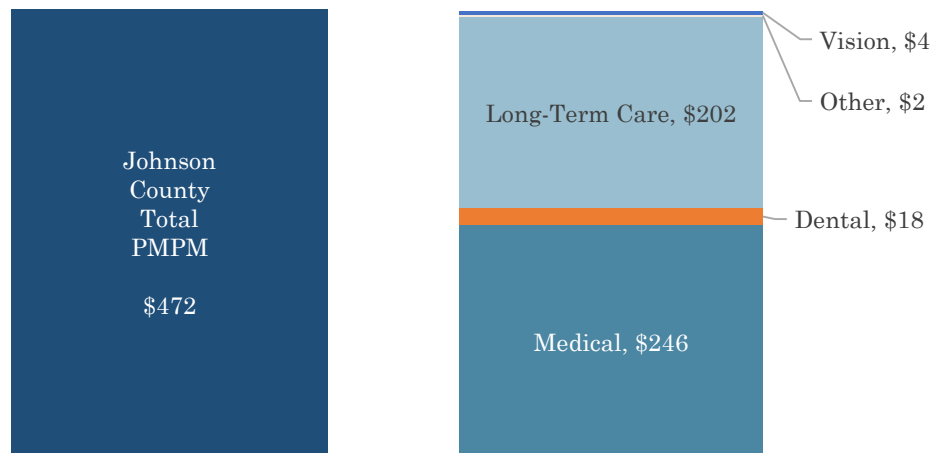 Johnson
County
Total
PMPM
$472
Vision, $4
Other, $2
Long-Term Care, $202
Dental, $18
Medical, $246